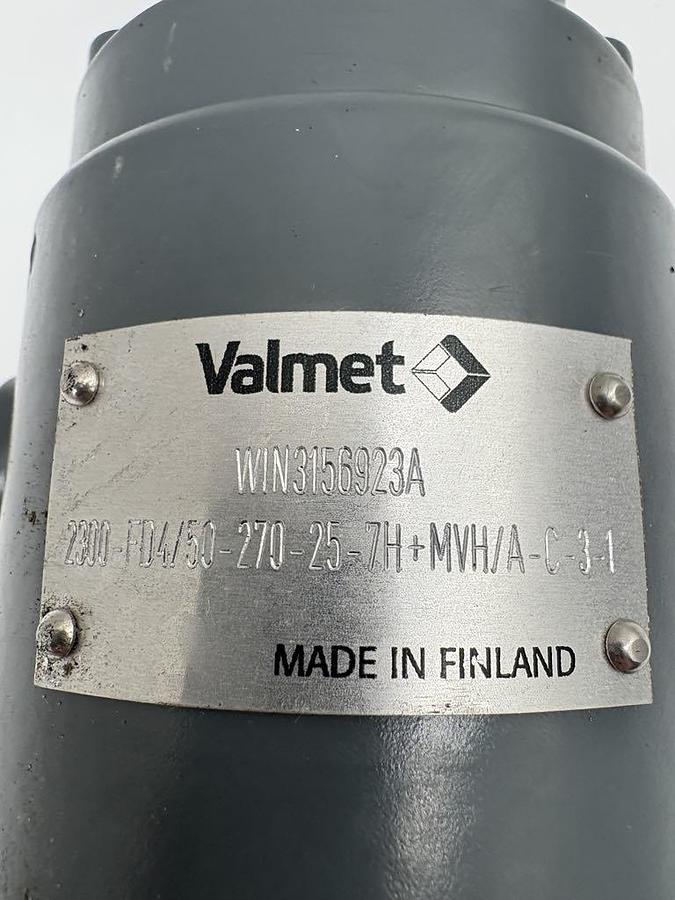 Valmet
WIN3156923A
2300-FD4/50-270-25-7H+MVH/A-C-3-1
MADE IN FINLAND